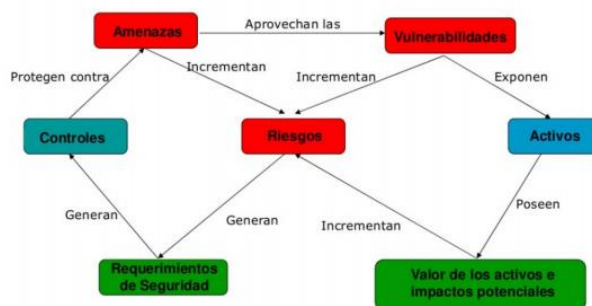 Aprovechan las
Amenazas
Vulnerabilidades
Protegen contra
Incrementan
Incrementan
Exponen
Controles
Riesgos
Activos
Generan
Generan
Incrementan
Poseen
Requerimientos
de Seguridad
Valor de los activos e
impactos potenciales